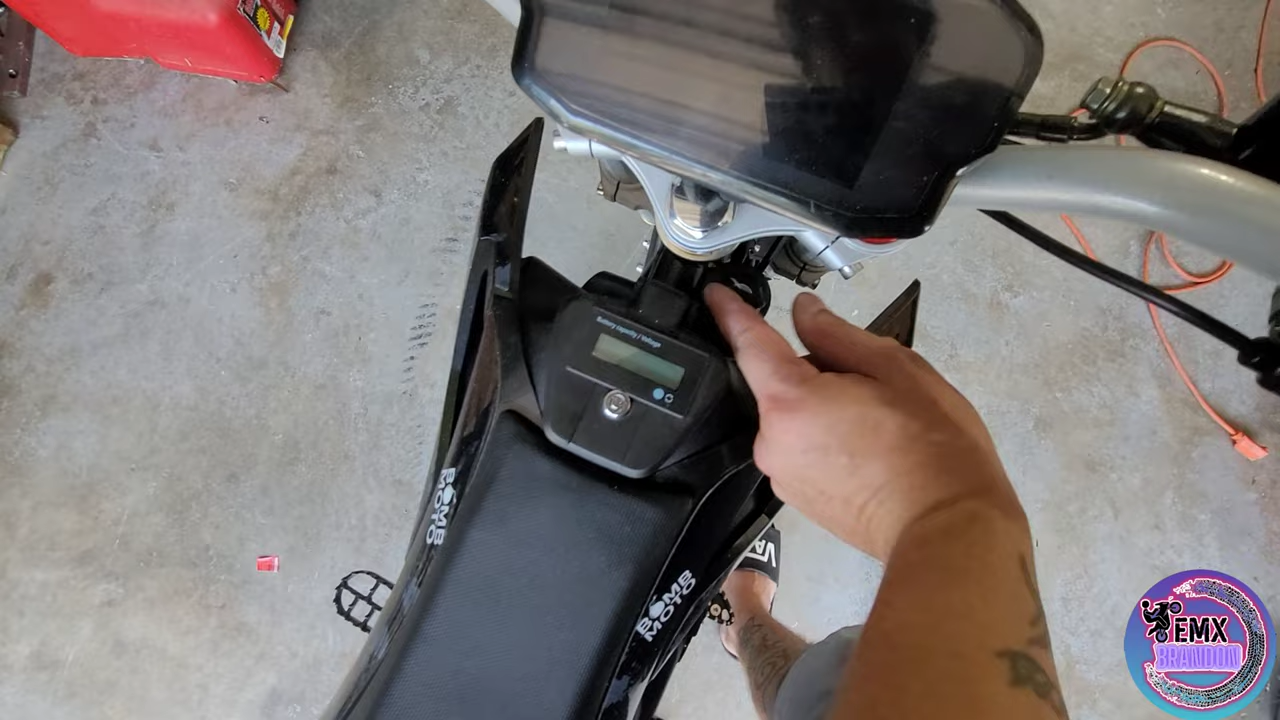 Battery Capacity / Voltage
BOMB
MOTO
BOMB
MOTO
EMX
BRANDON